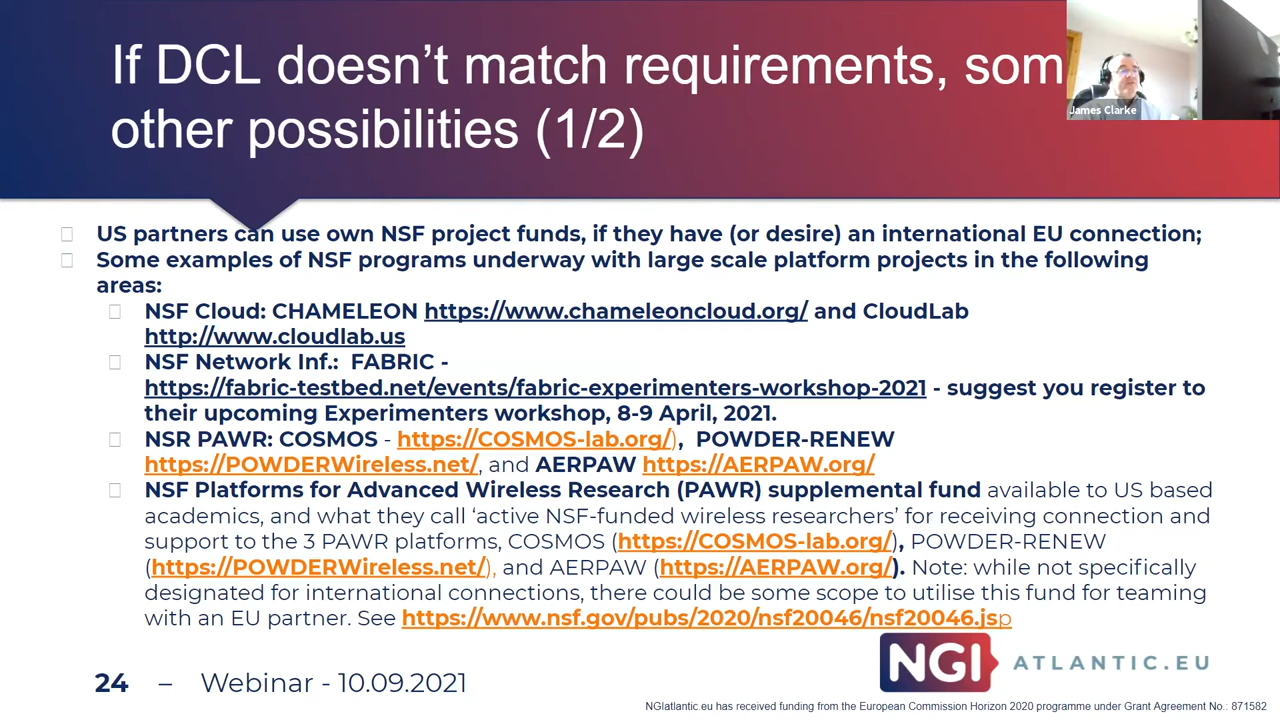 If DCL doesn’t match requirements, som
other possibilities (1/2)
James Clarke
US partners can use own NSF project funds, if they have (or desire) an international EU connection;
Some examples of NSF programs underway with large scale platform projects in the following
areas:
NSF Cloud: CHAMELEON https://www.chameleoncloud.org/ and CloudLab
http://www.cloudlab.us
NSF Network Inf.: FABRIC -
https://fabric-testbed.net/events/fabric-experimenters-workshop-2021 - suggest you register to
their upcoming Experimenters workshop, 8-9 April, 2021.
NSR PAWR: COSMOS - https://COSMOS-lab.org/), POWDER-RENEW
https://POWDERWireless.net/, and AERPAW https://AERPAW.org/
NSF Platforms for Advanced Wireless Research (PAWR) supplemental fund available to US based
academics, and what they call ‘active NSF-funded wireless researchers’ for receiving connection and
support to the 3 PAWR platforms, COSMOS (https://COSMOS-lab.org/), POWDER-RENEW
(https://POWDERWireless.net/), and AERPAW (https://AERPAW.org/). Note: while not specifically
designated for international connections, there could be some scope to utilise this fund for teaming
with an EU partner. See https://www.nsf.gov/pubs/2020/nsf20046/nsf20046.jsp
24 – Webinar - 10.09.2021
NGI ATLANTIC.EU
NGIatlantic.eu has received funding from the European Commission Horizon 2020 programme under Grant Agreement No.: 871582